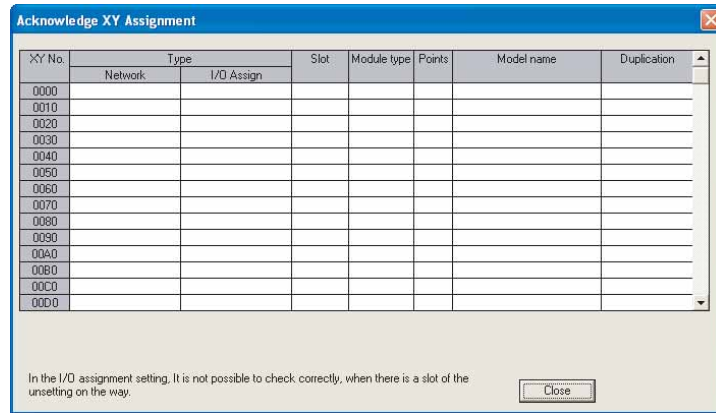 Acknowledge XY Assignment
XY No. Type Slot Module type Points Model name Duplication
Network I/O Assign
0000
0010
0020
0030
0040
0050
0060
0070
0080
0090
00A0
00B0
00C0
00D0
In the I/O assignment setting, It is not possible to check correctly, when there is a slot of the
unsetting on the way.
Close